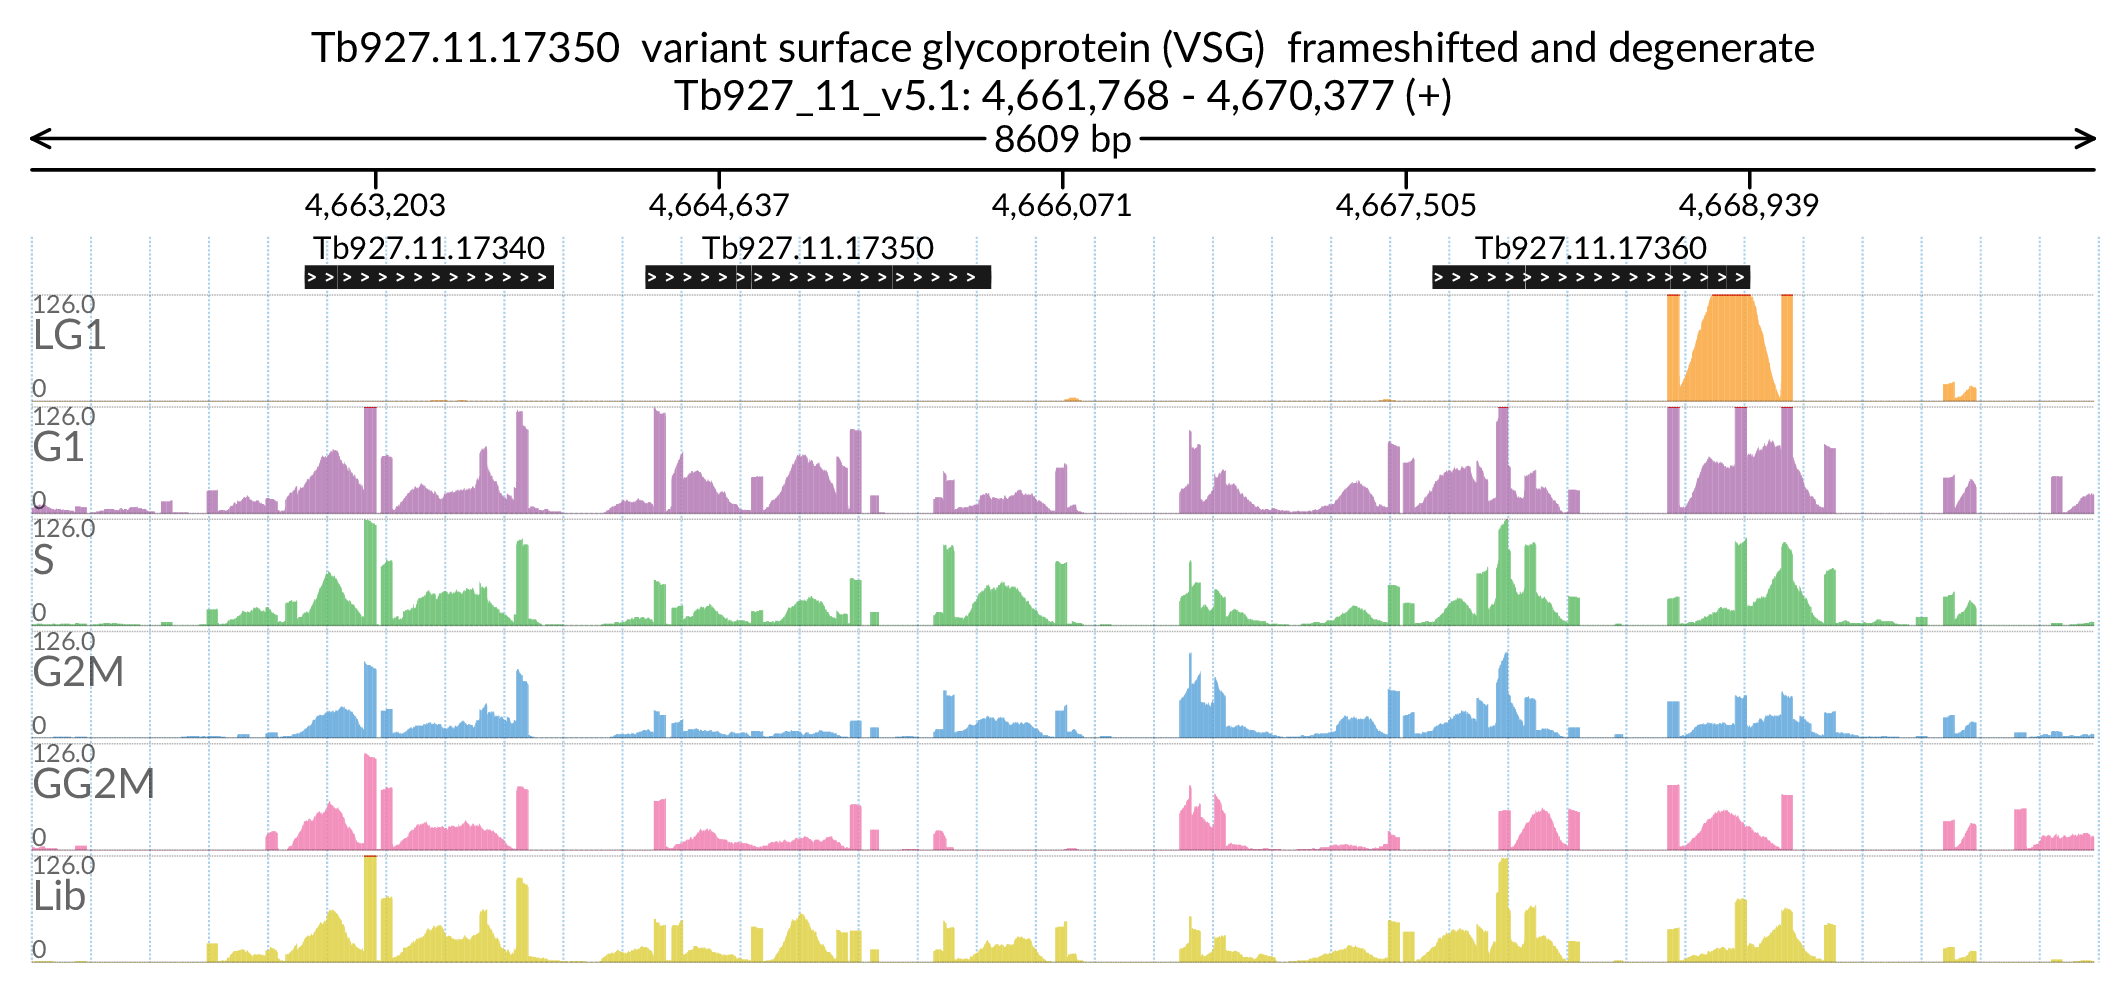 Tb927.11.17350 variant surface glycoprotein (VSG) frameshifted and degenerate
Tb927_11_v5.1: 4,661,768 - 4,670,377 (+)
8609 bp
4,663,203 4,664,637 4,666,071 4,667,505 4,668,939
Tb927.11.17340 Tb927.11.17350 Tb927.11.17360
126.0
LG1
0
126.0
G1
0
126.0
S
0
126.0
G2M
0
126.0
GG2M
0
126.0
Lib
0